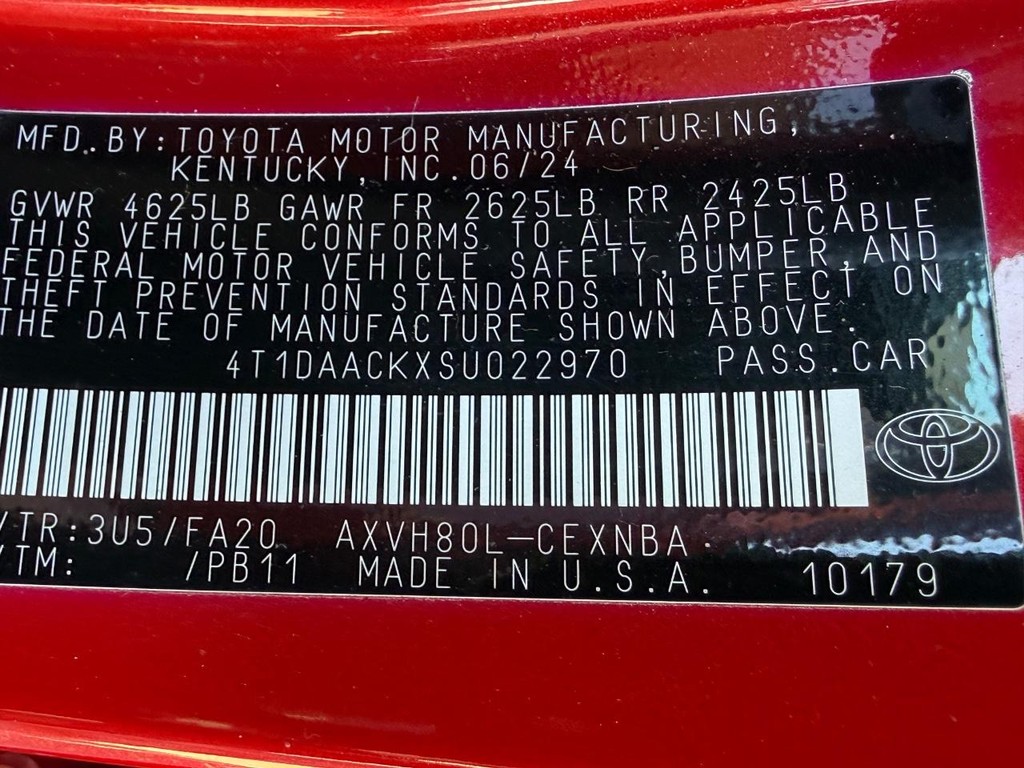 MFD. BY: TOYOTA MOTOR MANUFACTURING,
KENTUCKY, INC. 06/24
GVWR 4625LB GAWR FR 2625LB RR 2425LB
THIS VEHICLE CONFORMS TO ALL APPLICABLE
FEDERAL MOTOR VEHICLE SAFETY, BUMPER, AND
THEFT PREVENTION STANDARDS IN EFFECT ON
THE DATE OF MANUFACTURE SHOWN ABOVE.
4T1DAACKXSU022970 PASS. CAR
/TR: 3U5/FA20 AXVH80L-CEXNBA
/TM: /PB11 MADE IN U.S.A. 10179